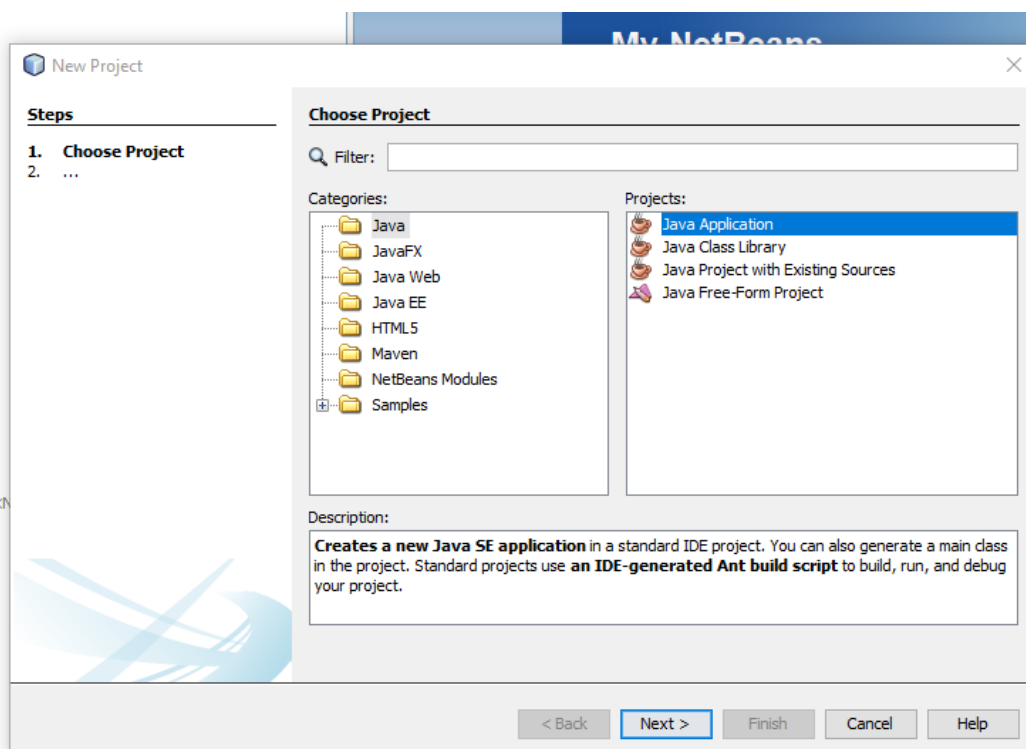 My NetBeans
New Project
Steps
1. Choose Project
2. ...
Choose Project
Filter:
Categories:
Java
JavaFX
Java Web
Java EE
HTML5
Maven
NetBeans Modules
Samples
Projects:
Java Application
Java Class Library
Java Project with Existing Sources
Java Free-Form Project
Description:
Creates a new Java SE application in a standard IDE project. You can also generate a main class
in the project. Standard projects use an IDE-generated Ant build script to build, run, and debug
your project.
< Back
Next >
Finish
Cancel
Help